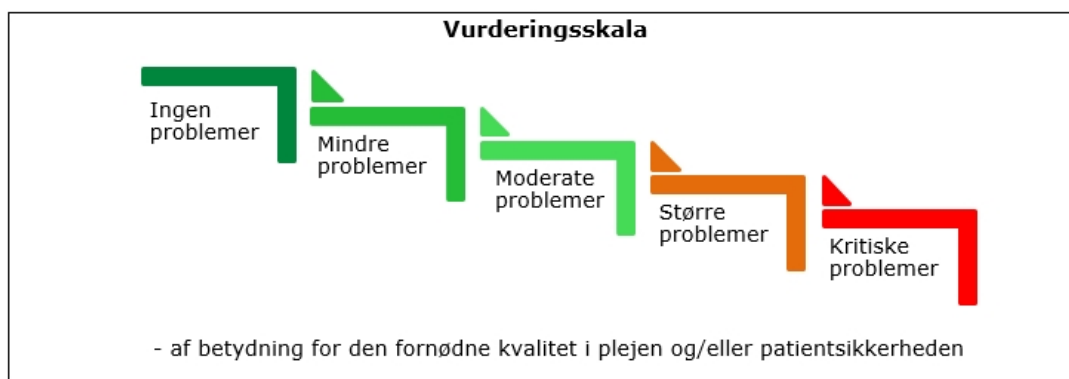 Vurderingsskala
Ingen
problemer
Mindre
problemer
Moderate
problemer
Større
problemer
Kritiske
problemer
- af betydning for den fornødne kvalitet i plejen og/eller patientsikkerheden